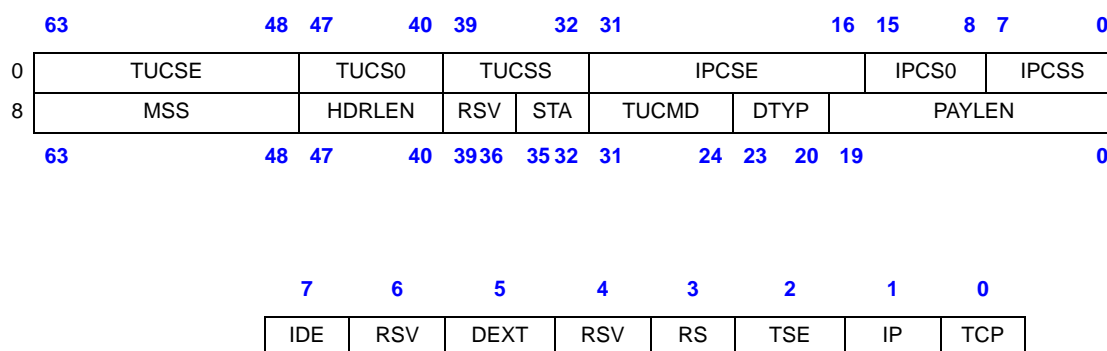 63 48 47 40 39 32 31 16 15 8 7 0
0 TUCSE TUCS0 TUCSS IPCSE IPCS0 IPCSS
8 MSS HDRLEN RSV STA TUCMD DTYP PAYLEN
63 48 47 40 39 36 35 32 31 24 23 20 19 0
7 6 5 4 3 2 1 0
IDE RSV DEXT RSV RS TSE IP TCP